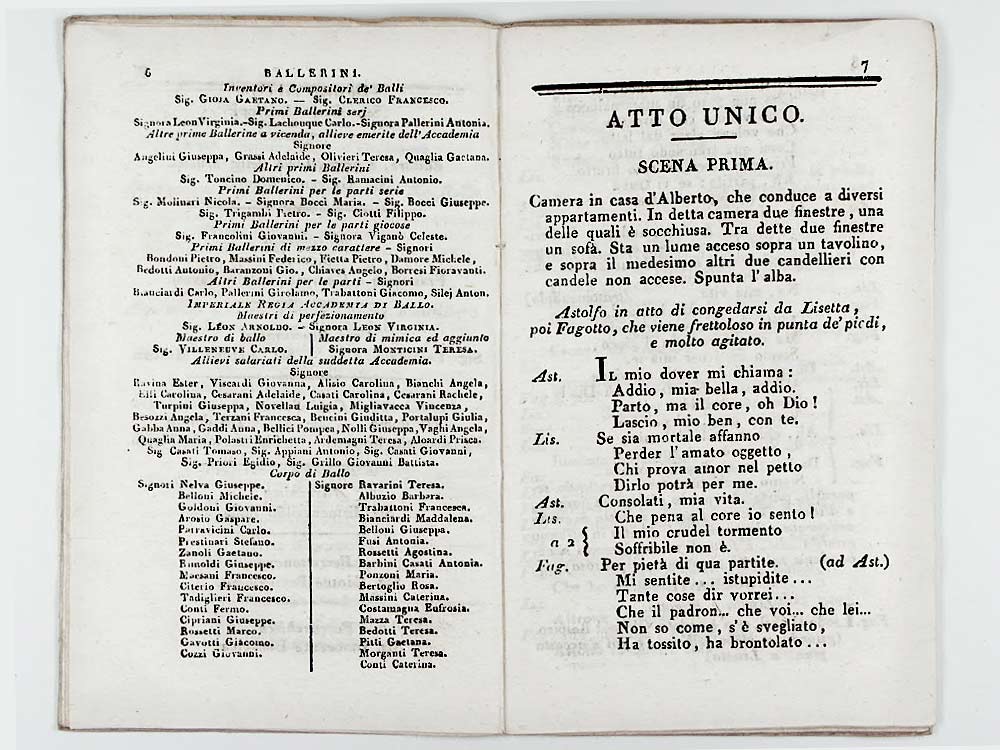 6
BALLERINI.
Inventori e Compositori de' Balli
Sig. GIOJA GAETANO. — Sig. CLERICO FRANCESCO.
Primi Ballerini serj
Signora Leon Virginia.-Sig. Lachouque Carlo.-Signora Pallerini Antonia.
Altre prime Ballerine a vicenda, allieve emerite dell'Accademia
Signore
Angelini Giuseppa, Grassi Adelaide, Olivieri Teresa, Quaglia Gaetana.
Altri primi Ballerini
Sig. Toncino Domenico. - Sig. Ramacini Antonio.
Primi Ballerini per le parti serie
Sig. Molinari Nicola. - Signora Bocci Maria. - Sig. Bocci Giuseppe.
Sig. Trigambi Pietro. - Sig. Ciotti Filippo.
Primi Ballerini per le parti giocose
Sig. Francolini Giovanni. - Signora Viganò Celeste.
Primi Ballerini di mezzo carattere - Signori
Bondoni Pietro, Massini Federico, Fietta Pietro, Damore Michele,
Bedotti Antonio, Baranzoni Gio., Chiaves Angelo, Borresi Fioravanti.
Altri Ballerini per le parti - Signori
Bianciardi Carlo, Pallerini Girolamo, Trabattoni Giacomo, Silej Anton.
IMPERIALE REGIA ACCADEMIA DI BALLO.
Maestri di perfezionamento
Sig. LÉON ARNOLDO. - Signora LEON VIRGINIA.
Maestro di ballo
Sig. VILLENEUVE CARLO.
Maestro di mimica ed aggiunto
Signora MONTICINI TERESA.
Allievi salariati della suddetta Accademia.
Signore
Ravina Ester, Viscardi Giovanna, Alisio Carolina, Bianchi Angela,
Elli Carolina, Cesarani Adelaide, Casati Carolina, Cesarani Rachele,
Turpini Giuseppa, Novellau Luigia, Migliavacca Vincenza,
Besozzi Angela, Terzani Francesca, Bencini Giuditta, Portalupi Giulia,
Gabba Anna, Gaddi Anna, Bellici Pompea, Nolli Giuseppa, Vaghi Angela,
Quaglia Maria, Polastri Enrichetta, Ardemagni Teresa, Aloardi Prisca.
Sig Casati Tomaso, Sig. Appiani Antonio, Sig. Casati Giovanni,
Sig. Priori Egidio, Sig. Grillo Giovanni Battista.
Corpo di Ballo
Signori Nelva Giuseppe.
Belloni Michele.
Goldoni Giovanni.
Arosio Gaspare.
Parravicini Carlo.
Prestinari Stefano.
Zanoli Gaetano.
Rimoldi Giuseppe.
Maesani Francesco.
Citerio Francesco.
Tadiglieri Francesco.
Conti Fermo.
Cipriani Giuseppe.
Rossetti Marco.
Gavotti Giacomo.
Cozzi Giovanni.
Signore Ravarini Teresa.
Albuzio Barbara.
Trabattoni Francesca.
Bianciardi Maddalena.
Belloni Giuseppa.
Fusi Antonia.
Rossetti Agostina.
Barbini Casati Antonia.
Ponzoni Maria.
Bertoglio Rosa.
Massini Caterina.
Costamagna Eufrosia.
Mazza Teresa.
Bedotti Teresa.
Pitti Gaetana.
Morganti Teresa.
Conti Caterina.
7
ATTO UNICO.
SCENA PRIMA.
Camera in casa d'Alberto, che conduce a diversi
appartamenti. In detta camera due finestre, una
delle quali è socchiusa. Tra dette due finestre
un sofà. Sta un lume acceso sopra un tavolino,
e sopra il medesimo altri due candellieri con
candele non accese. Spunta l'alba.
Astolfo in atto di congedarsi da Lisetta,
poi Fagotto, che viene frettoloso in punta de' piedi,
e molto agitato.
Ast. IL mio dover mi chiama:
Addio, mia bella, addio.
Parto, ma il core, oh Dio!
Lascio, mio ben, con te.
Lis. Se sia mortale affanno
Perder l'amato oggetto,
Chi prova amor nel petto
Dirlo potrà per me.
Ast. Consolati, mia vita.
Lis. Che pena al core io sento!
a 2 { Il mio crudel tormento
Soffribile non è.
Fag. Per pietà di qua partite. (ad Ast.)
Mi sentite... istupidite...
Tante cose dir vorrei...
Che il padron... che voi... che lei...
Non so come, s'è svegliato,
Ha tossito, ha brontolato...